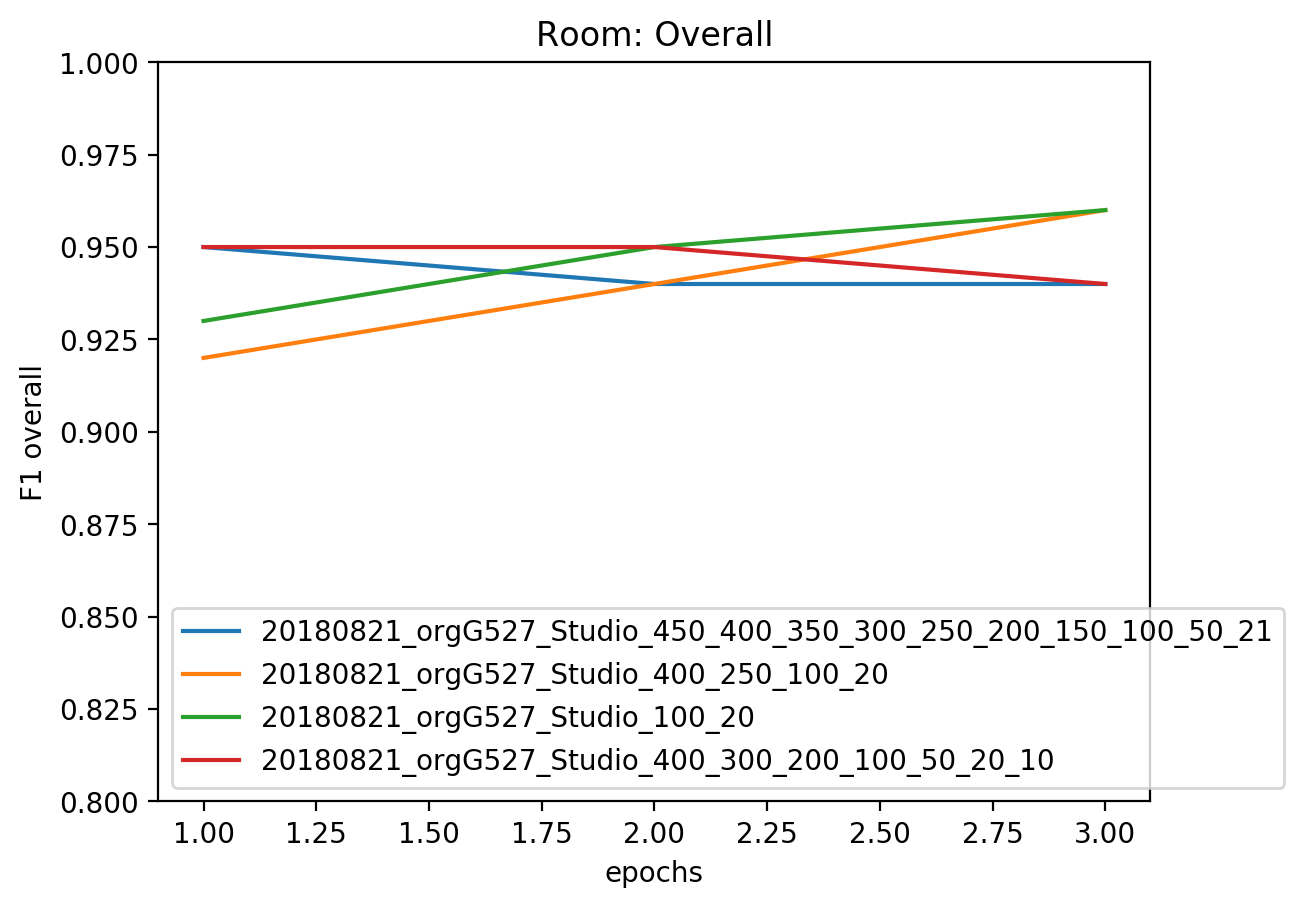 Room: Overall
1.000
0.975
0.950
0.925
0.900
0.875
0.850
0.825
0.800
F1 overall
20180821_orgG527_Studio_450_400_350_300_250_200_150_100_50_21
20180821_orgG527_Studio_400_250_100_20
20180821_orgG527_Studio_100_20
20180821_orgG527_Studio_400_300_200_100_50_20_10
1.00 1.25 1.50 1.75 2.00 2.25 2.50 2.75 3.00
epochs